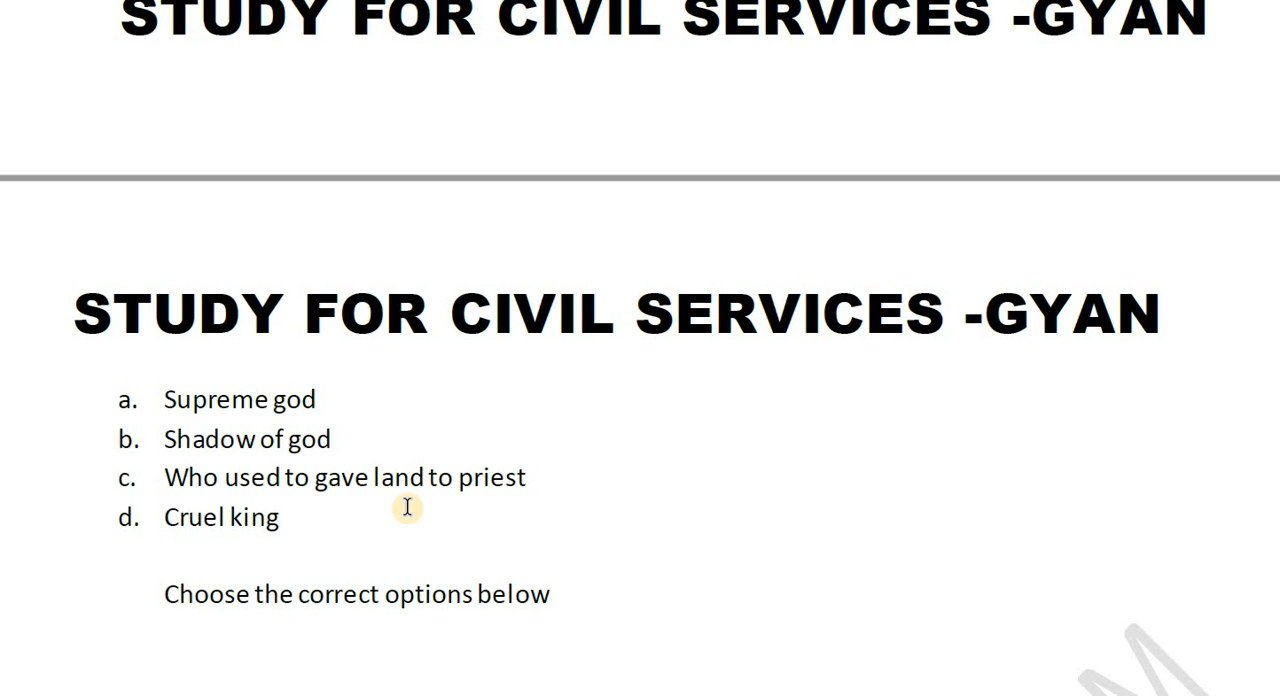 STUDY FOR CIVIL SERVICES -GYAN
STUDY FOR CIVIL SERVICES -GYAN
a. Supreme god
b. Shadow of god
c. Who used to gave land to priest
d. Cruel king
Choose the correct options below
M